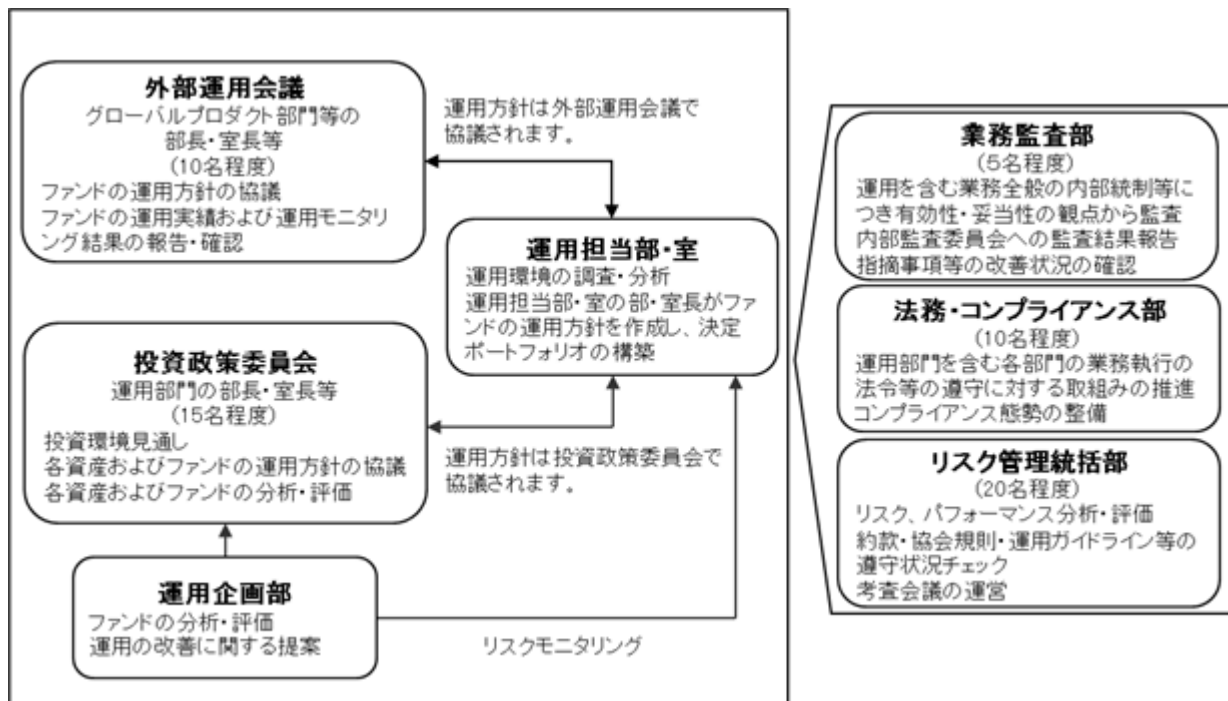 外部運用会議
グローバルプロダクト部門等の
部長・室長等
(10名程度)
ファンドの運用方針の協議
ファンドの運用実績および運用モニタリ
ング結果の報告・確認
運用方針は外部運用会議で
協議されます。
運用担当部・室
運用環境の調査・分析
運用担当部・室の部・室長がファ
ンドの運用方針を作成し、決定
ポートフォリオの構築
投資政策委員会
運用部門の部長・室長等
(15名程度)
投資環境見通し
各資産およびファンドの運用方針の協議
各資産およびファンドの分析・評価
運用方針は投資政策委員会で
協議されます。
運用企画部
ファンドの分析・評価
運用の改善に関する提案
リスクモニタリング
業務監査部
(5名程度)
運用を含む業務全般の内部統制等に
つき有効性・妥当性の観点から監査
内部監査委員会への監査結果報告
指摘事項等の改善状況の確認
法務・コンプライアンス部
(10名程度)
運用部門を含む各部門の業務執行の
法令等の遵守に対する取組みの推進
コンプライアンス態勢の整備
リスク管理統括部
(20名程度)
リスク、パフォーマンス分析・評価
約款・協会規則・運用ガイドライン等の
遵守状況チェック
考査会議の運営